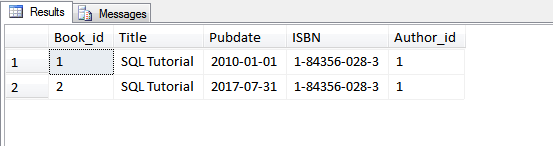 Results Messages
Book_id Title Pubdate ISBN Author_id
1 1 SQL Tutorial 2010-01-01 1-84356-028-3 1
2 2 SQL Tutorial 2017-07-31 1-84356-028-3 1